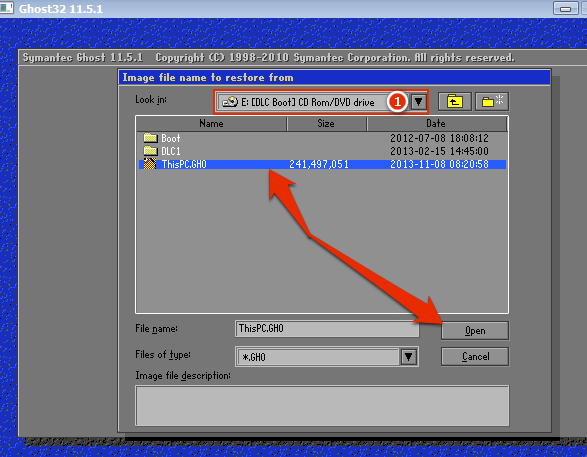 Ghost32 11.5.1
Symantec Ghost 11.5.1 Copyright (C) 1998-2010 Symantec Corporation. All rights reserved.
Image file name to restore from
Look in: E: [DLC Boot] CD Rom/DVD drive 1
Name Size Date
Boot 2012-07-08 18:08:12
DLC1 2013-02-15 14:45:00
ThisPC.GHO 241,497,051 2013-11-08 08:20:58
File name: ThisPC.GHO Open
Files of type: *.GHO Cancel
Image file description: